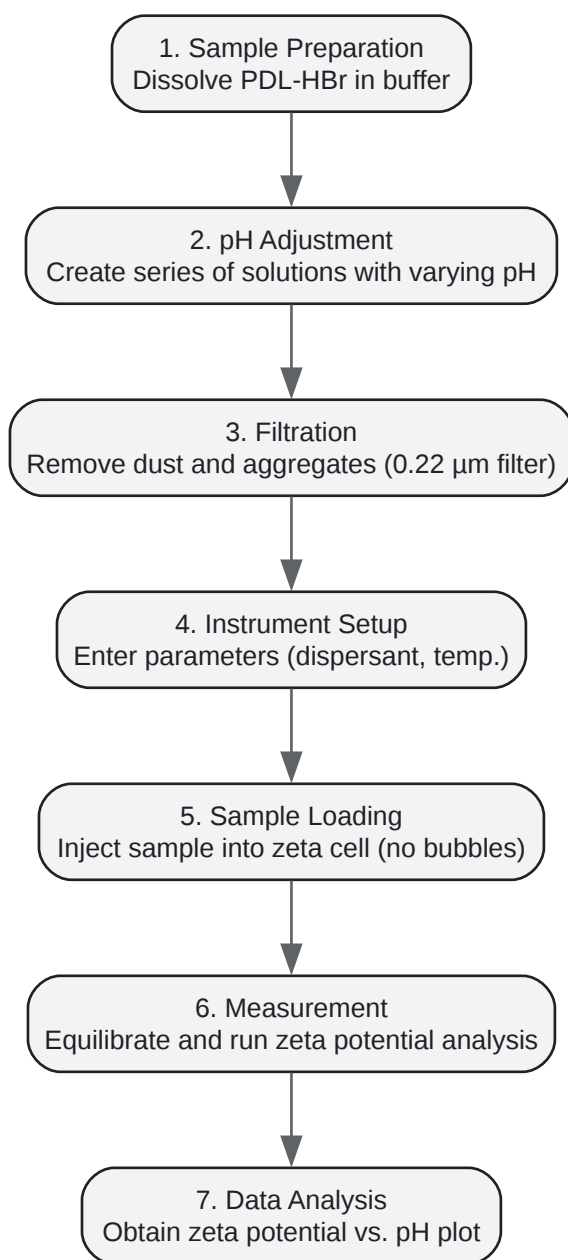 1. Sample Preparation
Dissolve PDL-HBr in buffer
2. pH Adjustment
Create series of solutions with varying pH
3. Filtration
Remove dust and aggregates (0.22 µm filter)
4. Instrument Setup
Enter parameters (dispersant, temp.)
5. Sample Loading
Inject sample into zeta cell (no bubbles)
6. Measurement
Equilibrate and run zeta potential analysis
7. Data Analysis
Obtain zeta potential vs. pH plot